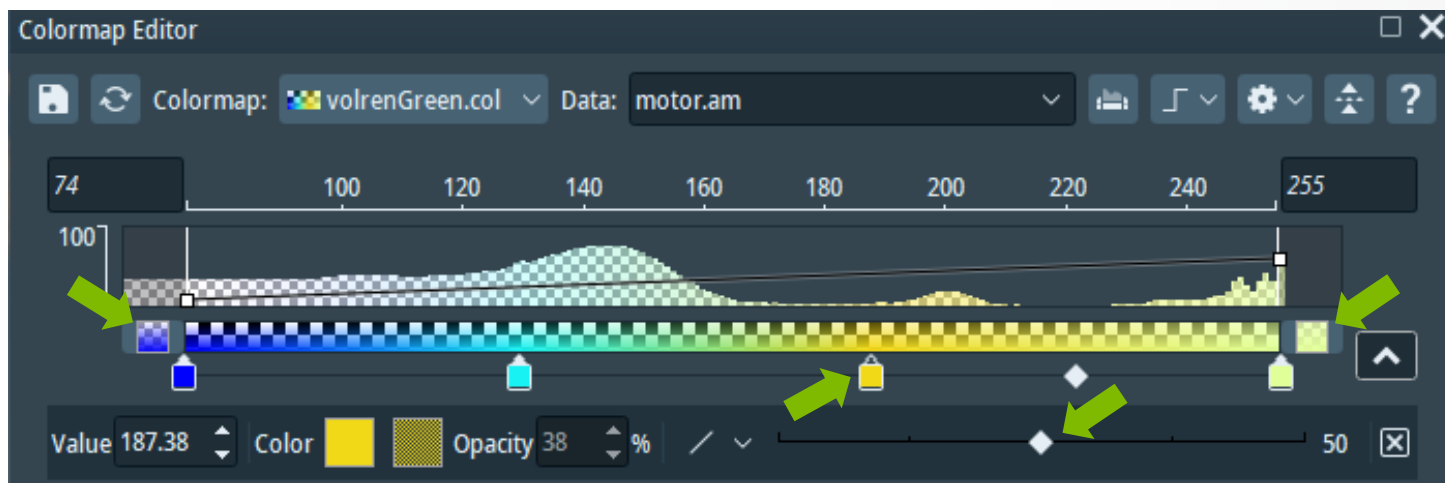 Colormap Editor
Colormap: volrenGreen.col Data: motor.am ?
74 100 120 140 160 180 200 220 240 255
100
Value 187.38 Color Opacity 38 % 50